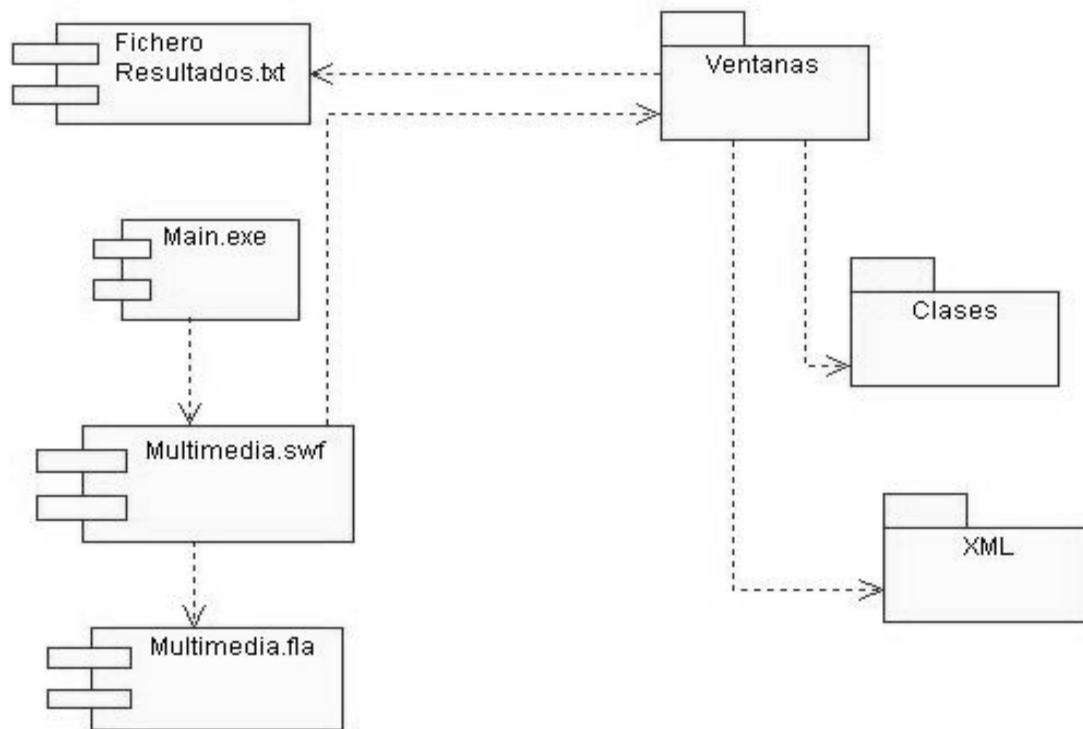 Fichero
Resultados.txt
Ventanas
Main.exe
Clases
Multimedia.swf
XML
Multimedia.fla